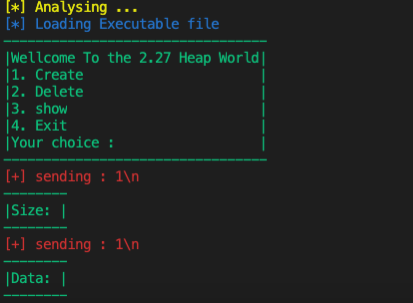 [*] Analysing ...
[*] Loading Executable file
|Wellcome To the 2.27 Heap World|
|1. Create |
|2. Delete |
|3. show |
|4. Exit |
|Your choice : |
[+] sending : 1\n
|Size: |
[+] sending : 1\n
|Data: |